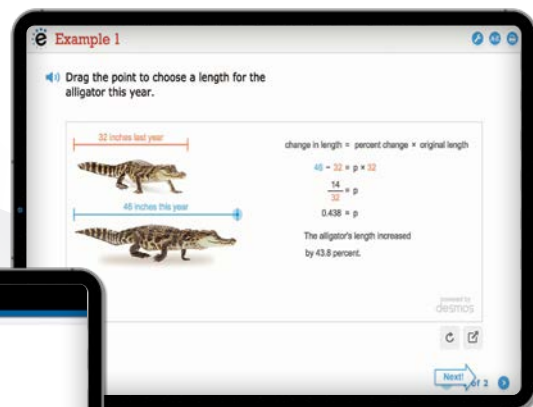 ë Example 1
Drag the point to choose a length for the
alligator this year.
32 inches last year
46 inches this year
change in length = percent change × original length
46 − 32 = p × 32
14/32 = p
0.438 = p
The alligator's length increased
by 43.8 percent.
powered by
desmos
Next!
of 2